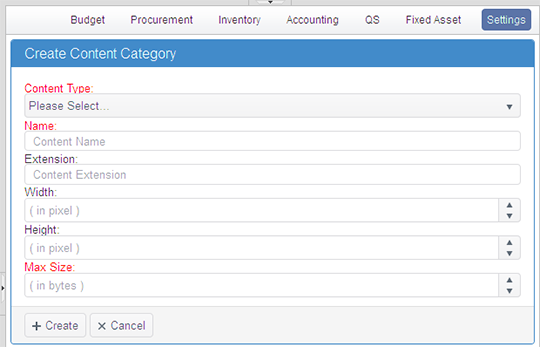 Budget Procurement Inventory Accounting QS Fixed Asset Settings
Create Content Category
Content Type:
Please Select...
Name:
Content Name
Extension:
Content Extension
Width:
( in pixel )
Height:
( in pixel )
Max Size:
( in bytes )
+ Create × Cancel